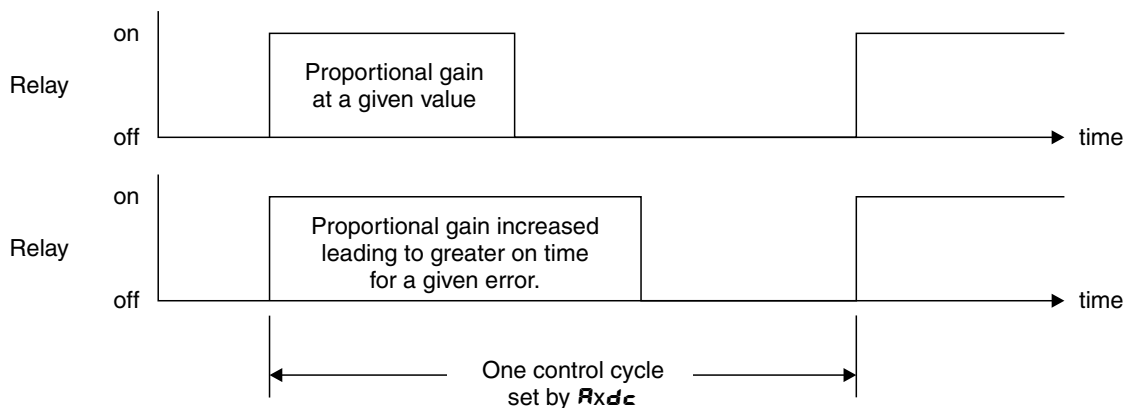 on
Relay
Proportional gain
at a given value
off
time
on
Relay
Proportional gain increased
leading to greater on time
for a given error.
off
time
One control cycle
set by Axdc